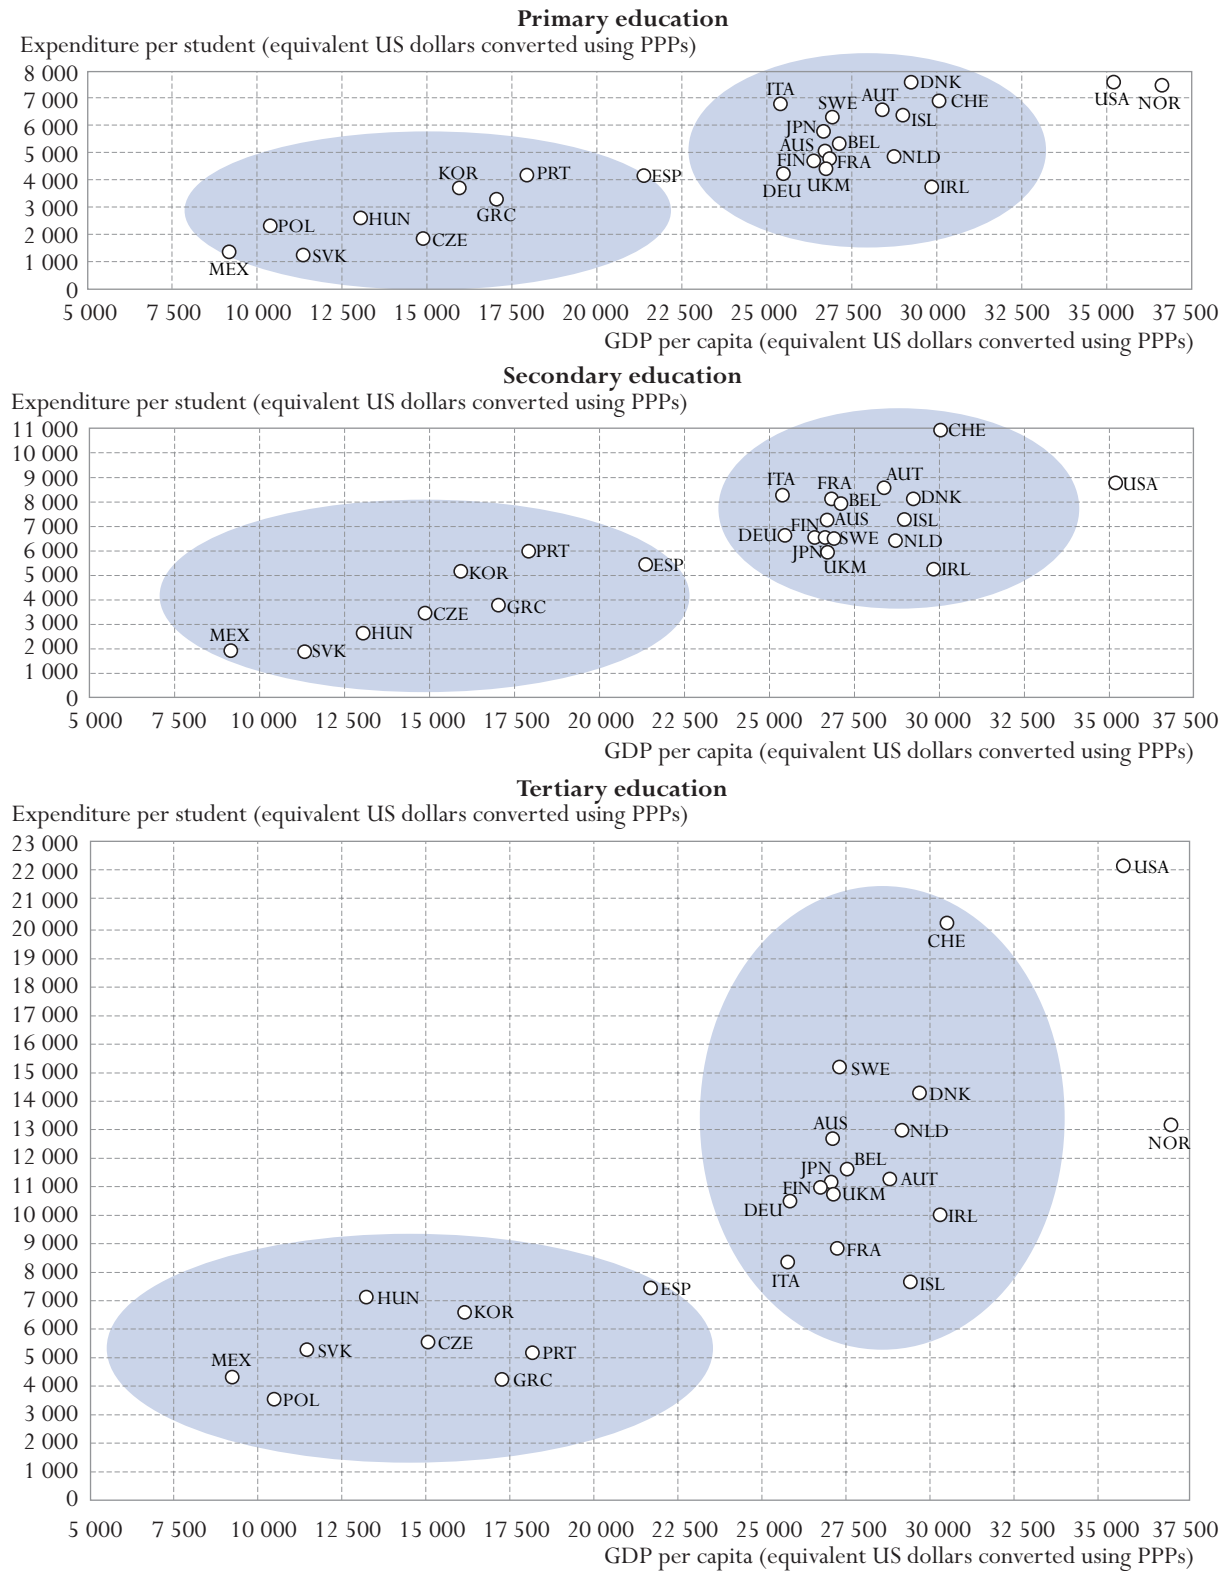 Primary education
Expenditure per student (equivalent US dollars converted using PPPs)
8 000
7 000
6 000
5 000
4 000
3 000
2 000
1 000
0
ITA
DNK
USA
NOR
AUT
CHE
SWE
ISL
JPN
BEL
AUS
FIN
FRA
NLD
DEU
UKM
IRL
KOR
PRT
ESP
GRC
POL
HUN
CZE
MEX
SVK
5 000 7 500 10 000 12 500 15 000 17 500 20 000 22 500 25 000 27 500 30 000 32 500 35 000 37 500
GDP per capita (equivalent US dollars converted using PPPs)
Secondary education
Expenditure per student (equivalent US dollars converted using PPPs)
11 000
10 000
9 000
8 000
7 000
6 000
5 000
4 000
3 000
2 000
1 000
0
CHE
ITA
FRA
AUT
USA
BEL
DNK
FIN
AUS
ISL
DEU
SWE
NLD
JPN
UKM
IRL
PRT
ESP
KOR
GRC
CZE
HUN
MEX
SVK
5 000 7 500 10 000 12 500 15 000 17 500 20 000 22 500 25 000 27 500 30 000 32 500 35 000 37 500
GDP per capita (equivalent US dollars converted using PPPs)
Tertiary education
Expenditure per student (equivalent US dollars converted using PPPs)
23 000
22 000
21 000
20 000
19 000
18 000
17 000
16 000
15 000
14 000
13 000
12 000
11 000
10 000
9 000
8 000
7 000
6 000
5 000
4 000
3 000
2 000
1 000
0
USA
CHE
SWE
DNK
AUS
NLD
NOR
JPN
BEL
FIN
UKM
AUT
DEU
IRL
FRA
ITA
ISL
ESP
HUN
KOR
CZE
SVK
PRT
MEX
GRC
POL
5 000 7 500 10 000 12 500 15 000 17 500 20 000 22 500 25 000 27 500 30 000 32 500 35 000 37 500
GDP per capita (equivalent US dollars converted using PPPs)